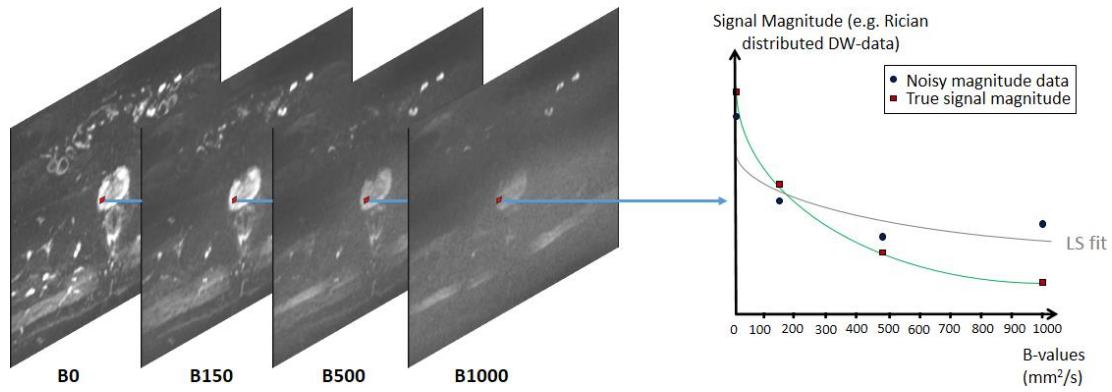 Signal Magnitude (e.g. Rician
distributed DW-data)
Noisy magnitude data
True signal magnitude
LS fit
0 100 200 300 400 500 600 700 800 900 1000
B-values
(mm²/s)
B0 B150 B500 B1000